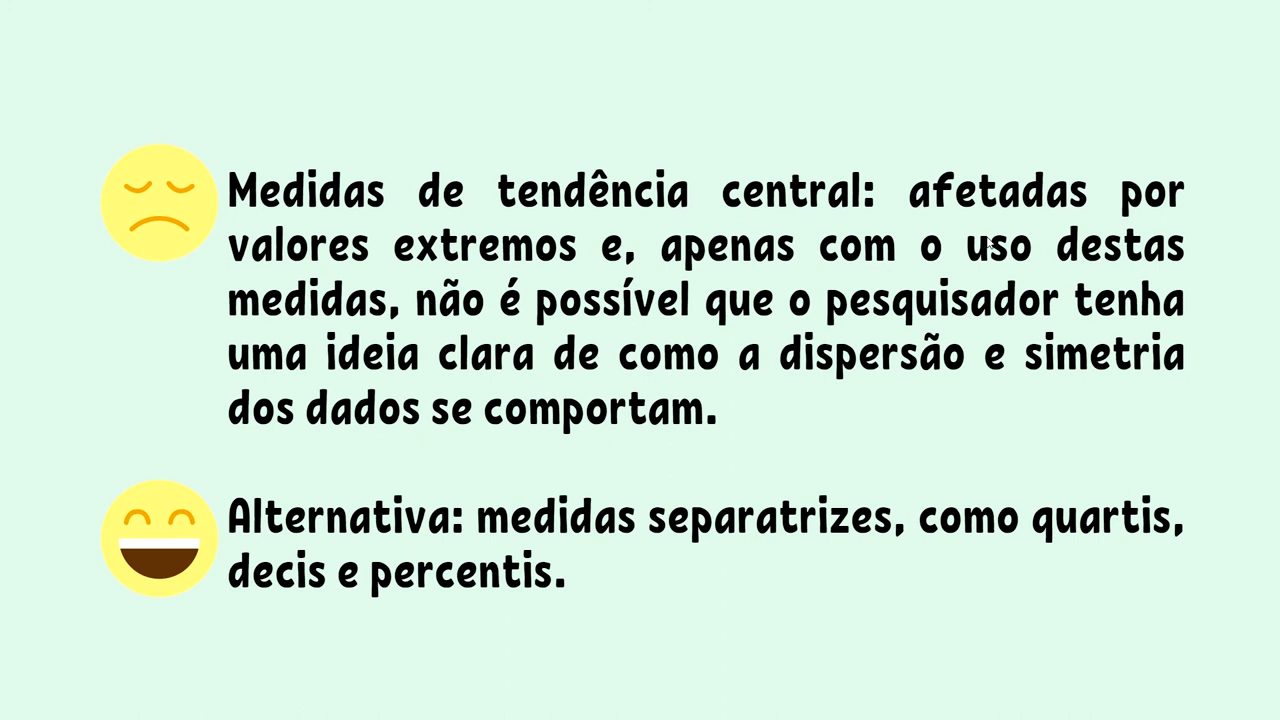 Medidas de tendência central: afetadas por
valores extremos e, apenas com o uso destas
medidas, não é possível que o pesquisador tenha
uma ideia clara de como a dispersão e simetria
dos dados se comportam.
Alternativa: medidas separatrizes, como quartis,
decis e percentis.